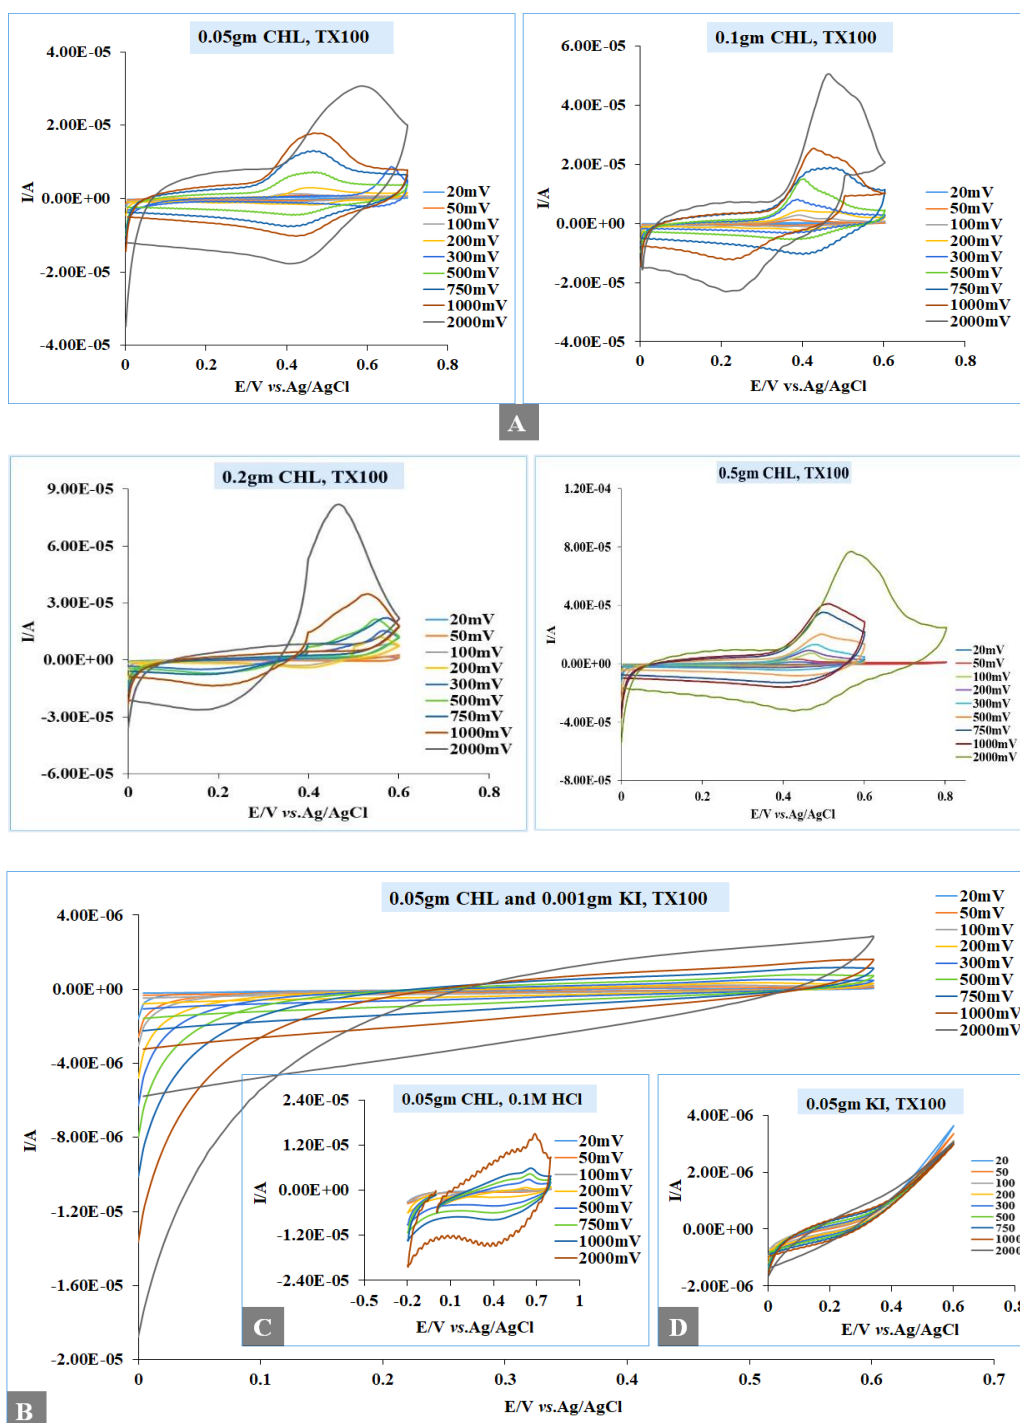 0.05gm CHL, TX100
4.00E-05
2.00E-05
0.00E+00
-2.00E-05
-4.00E-05
I/A
0
0.2
0.4
0.6
0.8
E/V vs.Ag/AgCl
20mV
50mV
100mV
200mV
300mV
500mV
750mV
1000mV
2000mV
0.1gm CHL, TX100
6.00E-05
4.00E-05
2.00E-05
0.00E+00
-2.00E-05
-4.00E-05
I/A
0
0.2
0.4
0.6
0.8
E/V vs.Ag/AgCl
20mV
50mV
100mV
200mV
300mV
500mV
750mV
1000mV
2000mV
A
0.2gm CHL, TX100
9.00E-05
6.00E-05
3.00E-05
0.00E+00
-3.00E-05
-6.00E-05
I/A
0
0.2
0.4
0.6
0.8
E/V vs.Ag/AgCl
20mV
50mV
100mV
200mV
300mV
500mV
750mV
1000mV
2000mV
0.5gm CHL, TX100
1.20E-04
8.00E-05
4.00E-05
0.00E+00
-4.00E-05
-8.00E-05
I/A
0
0.2
0.4
0.6
0.8
E/V vs.Ag/AgCl
20mV
50mV
100mV
200mV
300mV
500mV
750mV
1000mV
2000mV
0.05gm CHL and 0.001gm KI, TX100
4.00E-06
0.00E+00
-4.00E-06
-8.00E-06
-1.20E-05
-1.60E-05
-2.00E-05
I/A
0
0.1
0.2
0.3
0.4
0.5
0.6
0.7
E/V vs.Ag/AgCl
20mV
50mV
100mV
200mV
300mV
500mV
750mV
1000mV
2000mV
B
0.05gm CHL, 0.1M HCl
2.40E-05
1.20E-05
0.00E+00
-1.20E-05
-2.40E-05
I/A
-0.5
-0.2
0.1
0.4
0.7
1
E/V vs.Ag/AgCl
20mV
50mV
100mV
200mV
500mV
750mV
1000mV
2000mV
C
0.05gm KI, TX100
4.00E-06
2.00E-06
0.00E+00
-2.00E-06
I/A
0
0.2
0.4
0.6
0.8
E/V vs.Ag/AgCl
20
50
100
200
300
500
750
1000
2000
D